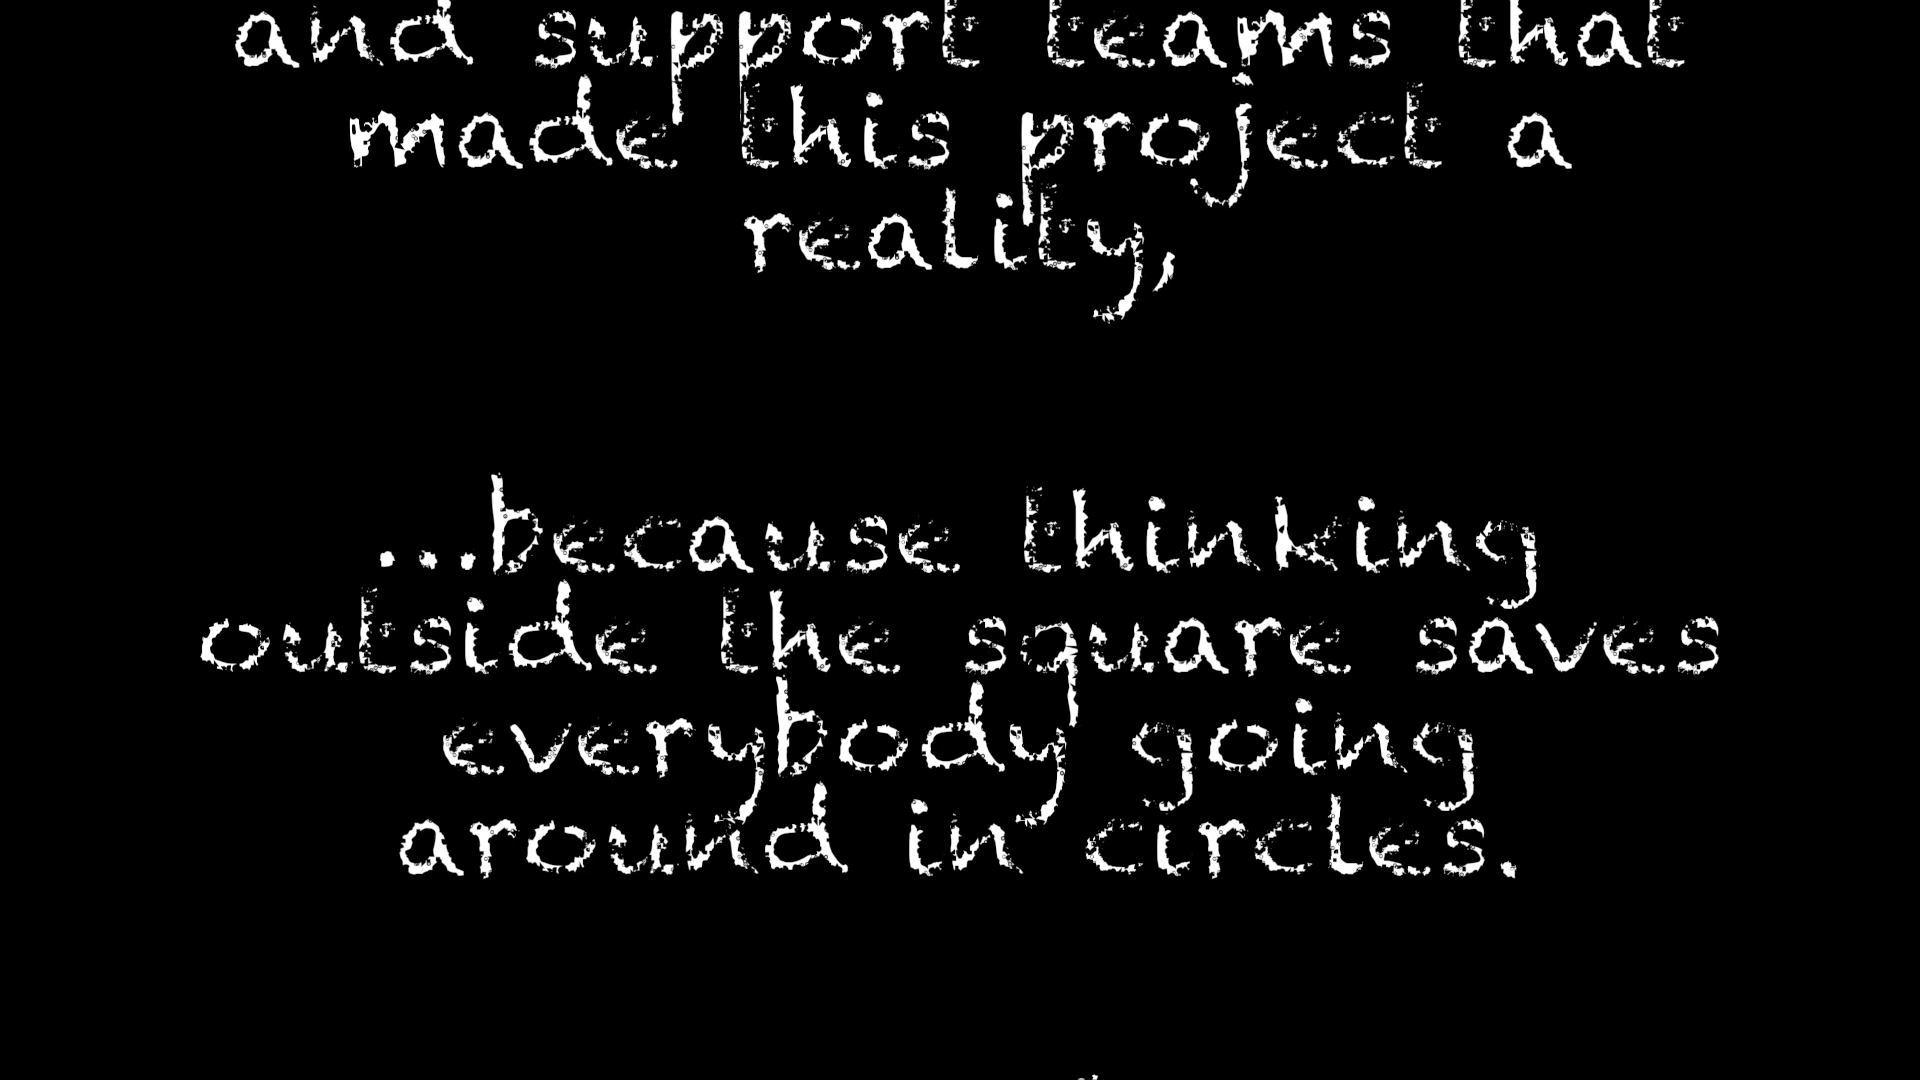 and support teams that
made this project a
reality,
...because thinking
outside the square saves
everybody going
around in circles.